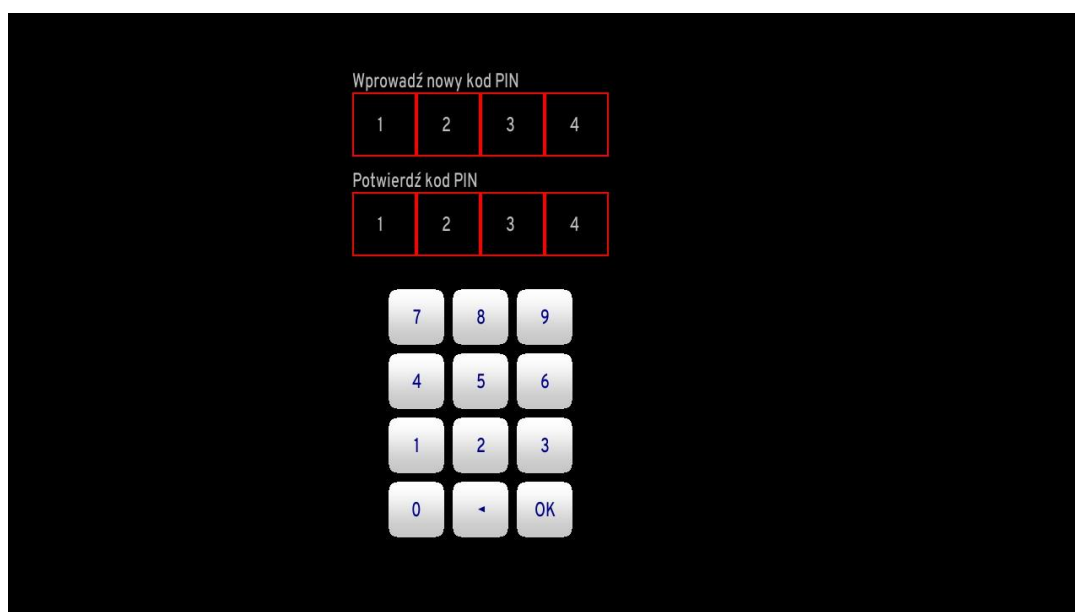 Wprowadź nowy kod PIN
1 2 3 4
Potwierdź kod PIN
1 2 3 4
7 8 9
4 5 6
1 2 3
0 ◄ OK